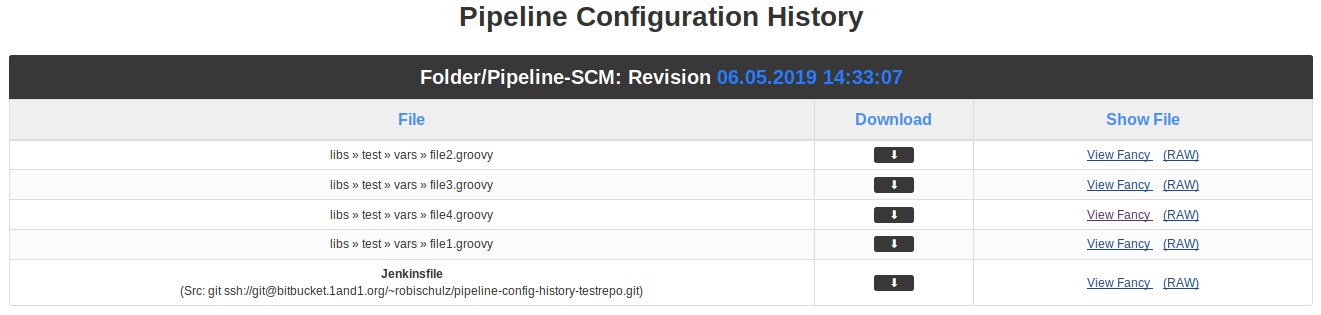 Pipeline Configuration History
Folder/Pipeline-SCM: Revision 06.05.2019 14:33:07
File Download Show File
libs » test » vars » file2.groovy ⬇ View Fancy (RAW)
libs » test » vars » file3.groovy ⬇ View Fancy (RAW)
libs » test » vars » file4.groovy ⬇ View Fancy (RAW)
libs » test » vars » file1.groovy ⬇ View Fancy (RAW)
Jenkinsfile
(Src: git ssh://git@bitbucket.1and1.org/~robischulz/pipeline-config-history-testrepo.git) ⬇ View Fancy (RAW)